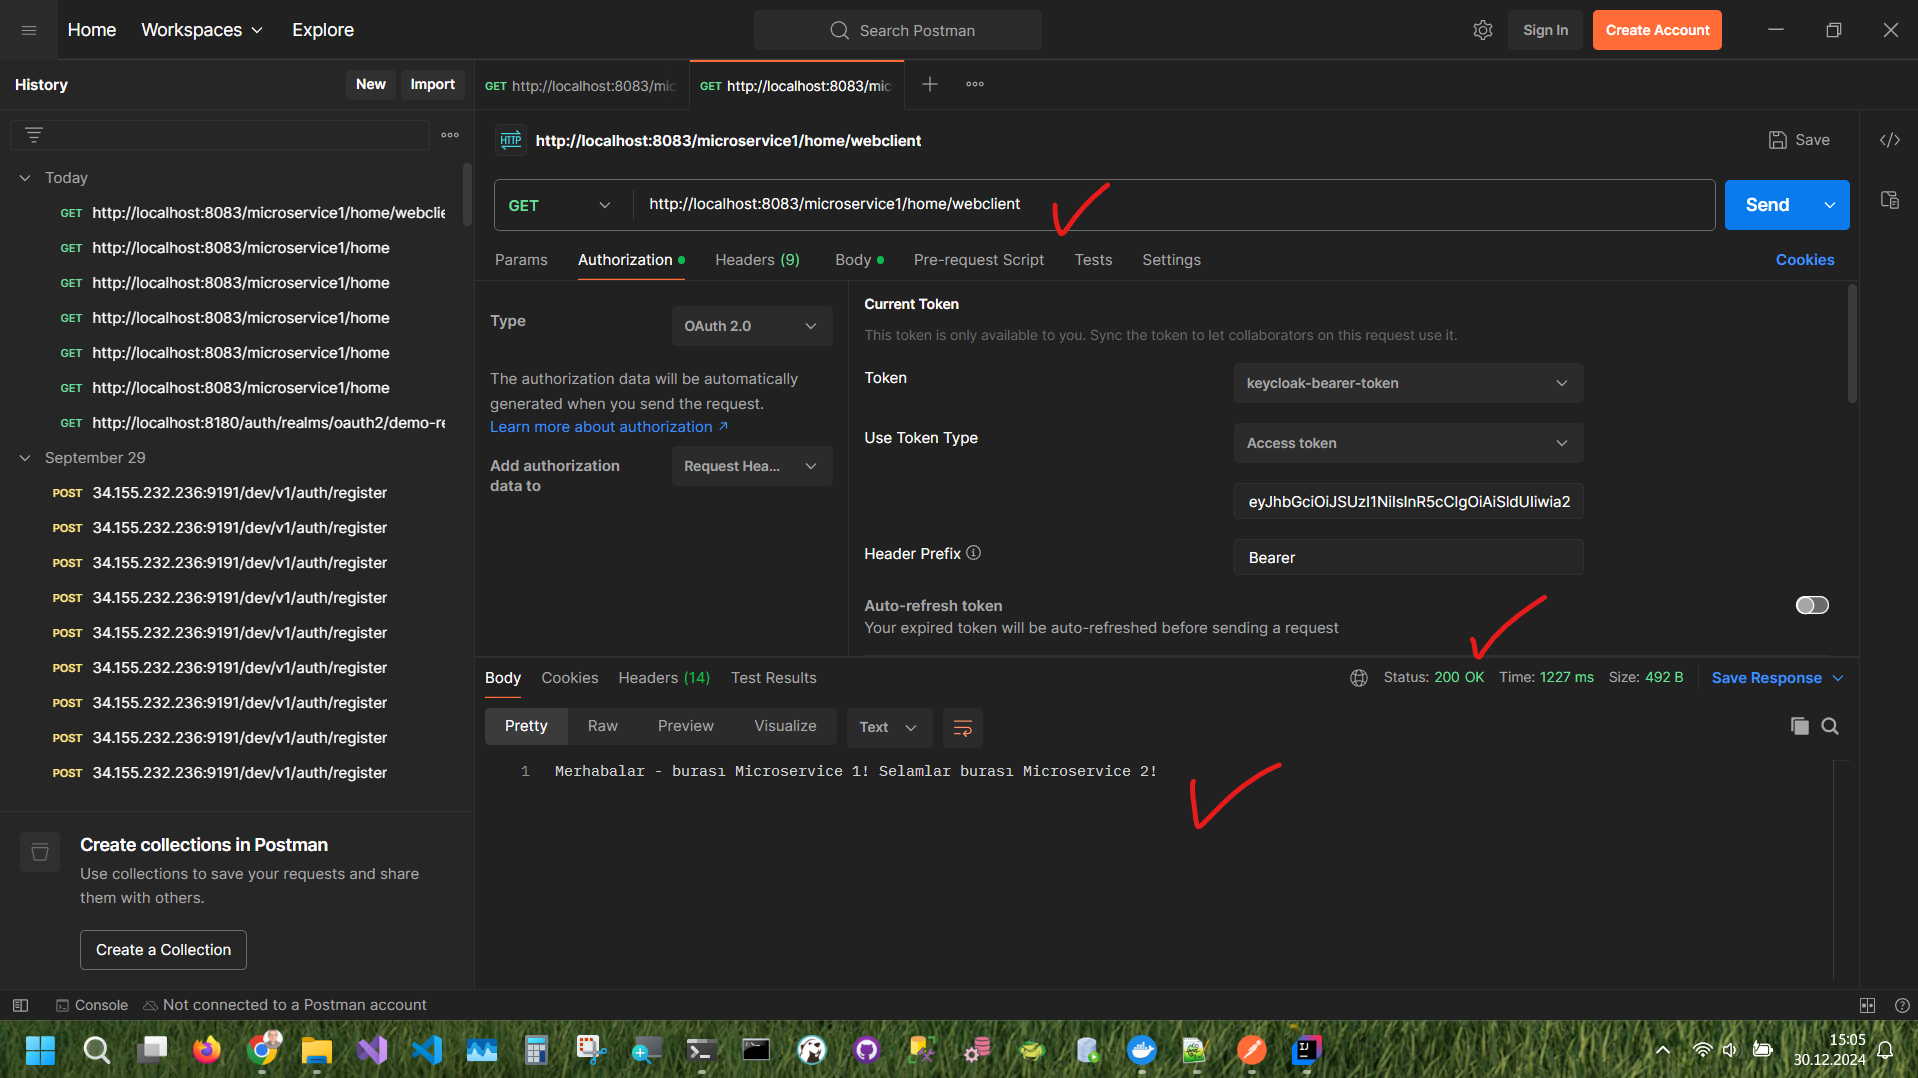 Home
Workspaces
Explore
Search Postman
Sign In
Create Account
History
New
Import
GET http://localhost:8083/mic
GET http://localhost:8083/mic
HTTP
http://localhost:8083/microservice1/home/webclient
Save
Today
GET http://localhost:8083/microservice1/home/webclie
GET http://localhost:8083/microservice1/home
GET http://localhost:8083/microservice1/home
GET http://localhost:8083/microservice1/home
GET http://localhost:8083/microservice1/home
GET http://localhost:8083/microservice1/home
GET http://localhost:8180/auth/realms/oauth2/demo-re
September 29
POST 34.155.232.236:9191/dev/v1/auth/register
POST 34.155.232.236:9191/dev/v1/auth/register
POST 34.155.232.236:9191/dev/v1/auth/register
POST 34.155.232.236:9191/dev/v1/auth/register
POST 34.155.232.236:9191/dev/v1/auth/register
POST 34.155.232.236:9191/dev/v1/auth/register
POST 34.155.232.236:9191/dev/v1/auth/register
POST 34.155.232.236:9191/dev/v1/auth/register
POST 34.155.232.236:9191/dev/v1/auth/register
Create collections in Postman
Use collections to save your requests and share
them with others.
Create a Collection
GET
http://localhost:8083/microservice1/home/webclient
Send
Params
Authorization
Headers (9)
Body
Pre-request Script
Tests
Settings
Cookies
Type
OAuth 2.0
The authorization data will be automatically
generated when you send the request.
Learn more about authorization ↗
Add authorization
data to
Request Hea...
Current Token
This token is only available to you. Sync the token to let collaborators on this request use it.
Token
keycloak-bearer-token
Use Token Type
Access token
eyJhbGciOiJSUzI1NiIsInR5cCIgOiAiSldUIiwia2
Header Prefix
Bearer
Auto-refresh token
Your expired token will be auto-refreshed before sending a request
Body
Cookies
Headers (14)
Test Results
Status: 200 OK
Time: 1227 ms
Size: 492 B
Save Response
Pretty
Raw
Preview
Visualize
Text
1 Merhabalar - burası Microservice 1! Selamlar burası Microservice 2!
Console
Not connected to a Postman account
15:05
30.12.2024